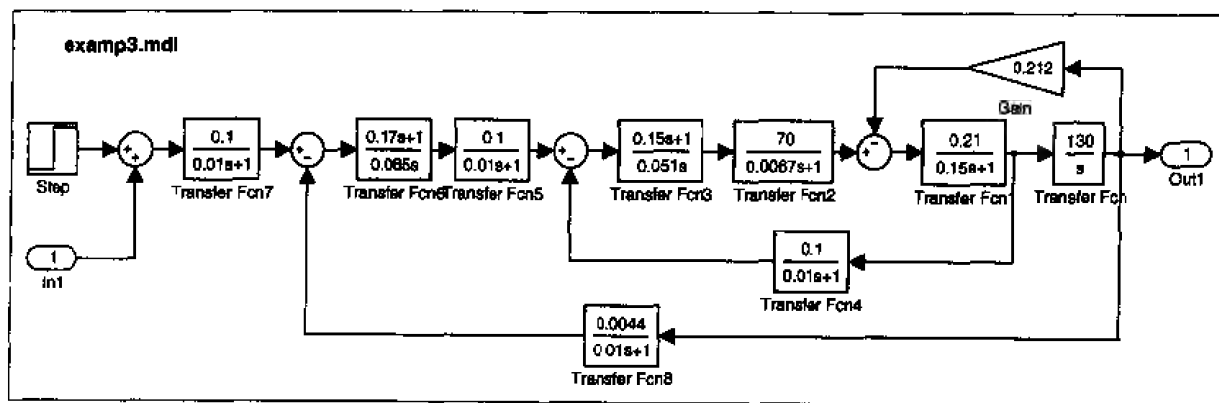 examp3.mdl
0.212
Gain
0.1
0.01s+1
Transfer Fcn7
0.17s+1
0.085s
Transfer Fcn6
0.1
0.01s+1
Transfer Fcn5
0.15s+1
0.051s
Transfer Fcn3
70
0.0067s+1
Transfer Fcn2
0.21
0.15s+1
Transfer Fcn1
130
s
Transfer Fcn
1
Out1
Step
1
In1
0.1
0.01s+1
Transfer Fcn4
0.0044
0.01s+1
Transfer Fcn8